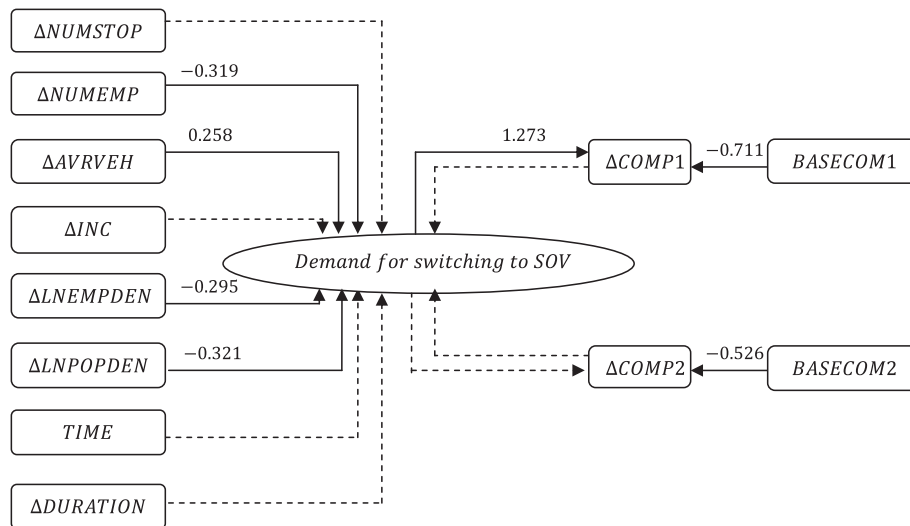 ΔNUMSTOP
−0.319
ΔNUMEMP
0.258
ΔAVRVEH
1.273
ΔCOMP1
−0.711
BASECOM1
ΔINC
Demand for switching to SOV
ΔLNEMPDEN
−0.295
ΔLNPOPDEN
−0.321
ΔCOMP2
−0.526
BASECOM2
TIME
ΔDURATION